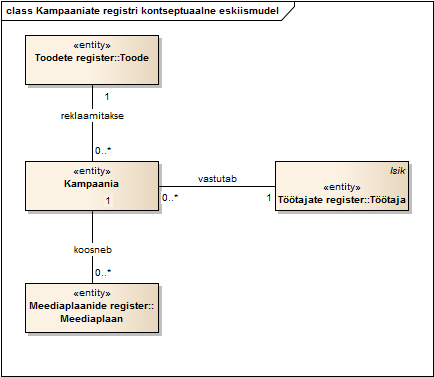 class Kampaaniate registri kontseptuaalne eskiismudel
«entity»
Toodete register::Toode
1
reklaamitakse
0..*
«entity»
Kampaania
1
vastutab
0..*
1
Isik
«entity»
Töötajate register::Töötaja
koosneb
0..*
«entity»
Meediaplaanide register::
Meediaplaan